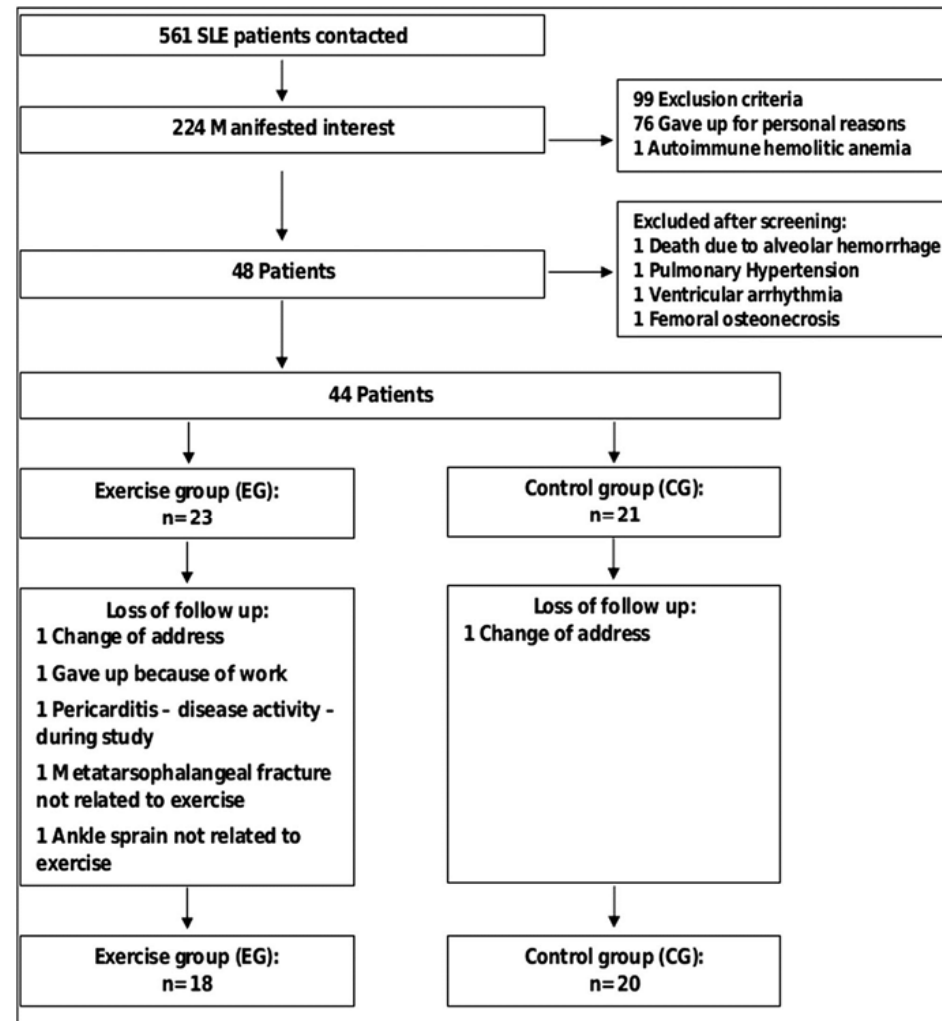 561 SLE patients contacted
224 Manifested interest
99 Exclusion criteria
76 Gave up for personal reasons
1 Autoimmune hemolitic anemia
48 Patients
Excluded after screening:
1 Death due to alveolar hemorrhage
1 Pulmonary Hypertension
1 Ventricular arrhythmia
1 Femoral osteonecrosis
44 Patients
Exercise group (EG):
n=23
Control group (CG):
n=21
Loss of follow up:
1 Change of address
1 Gave up because of work
1 Pericarditis – disease activity –
during study
1 Metatarsophalangeal fracture
not related to exercise
1 Ankle sprain not related to
exercise
Loss of follow up:
1 Change of address
Exercise group (EG):
n=18
Control group (CG):
n=20